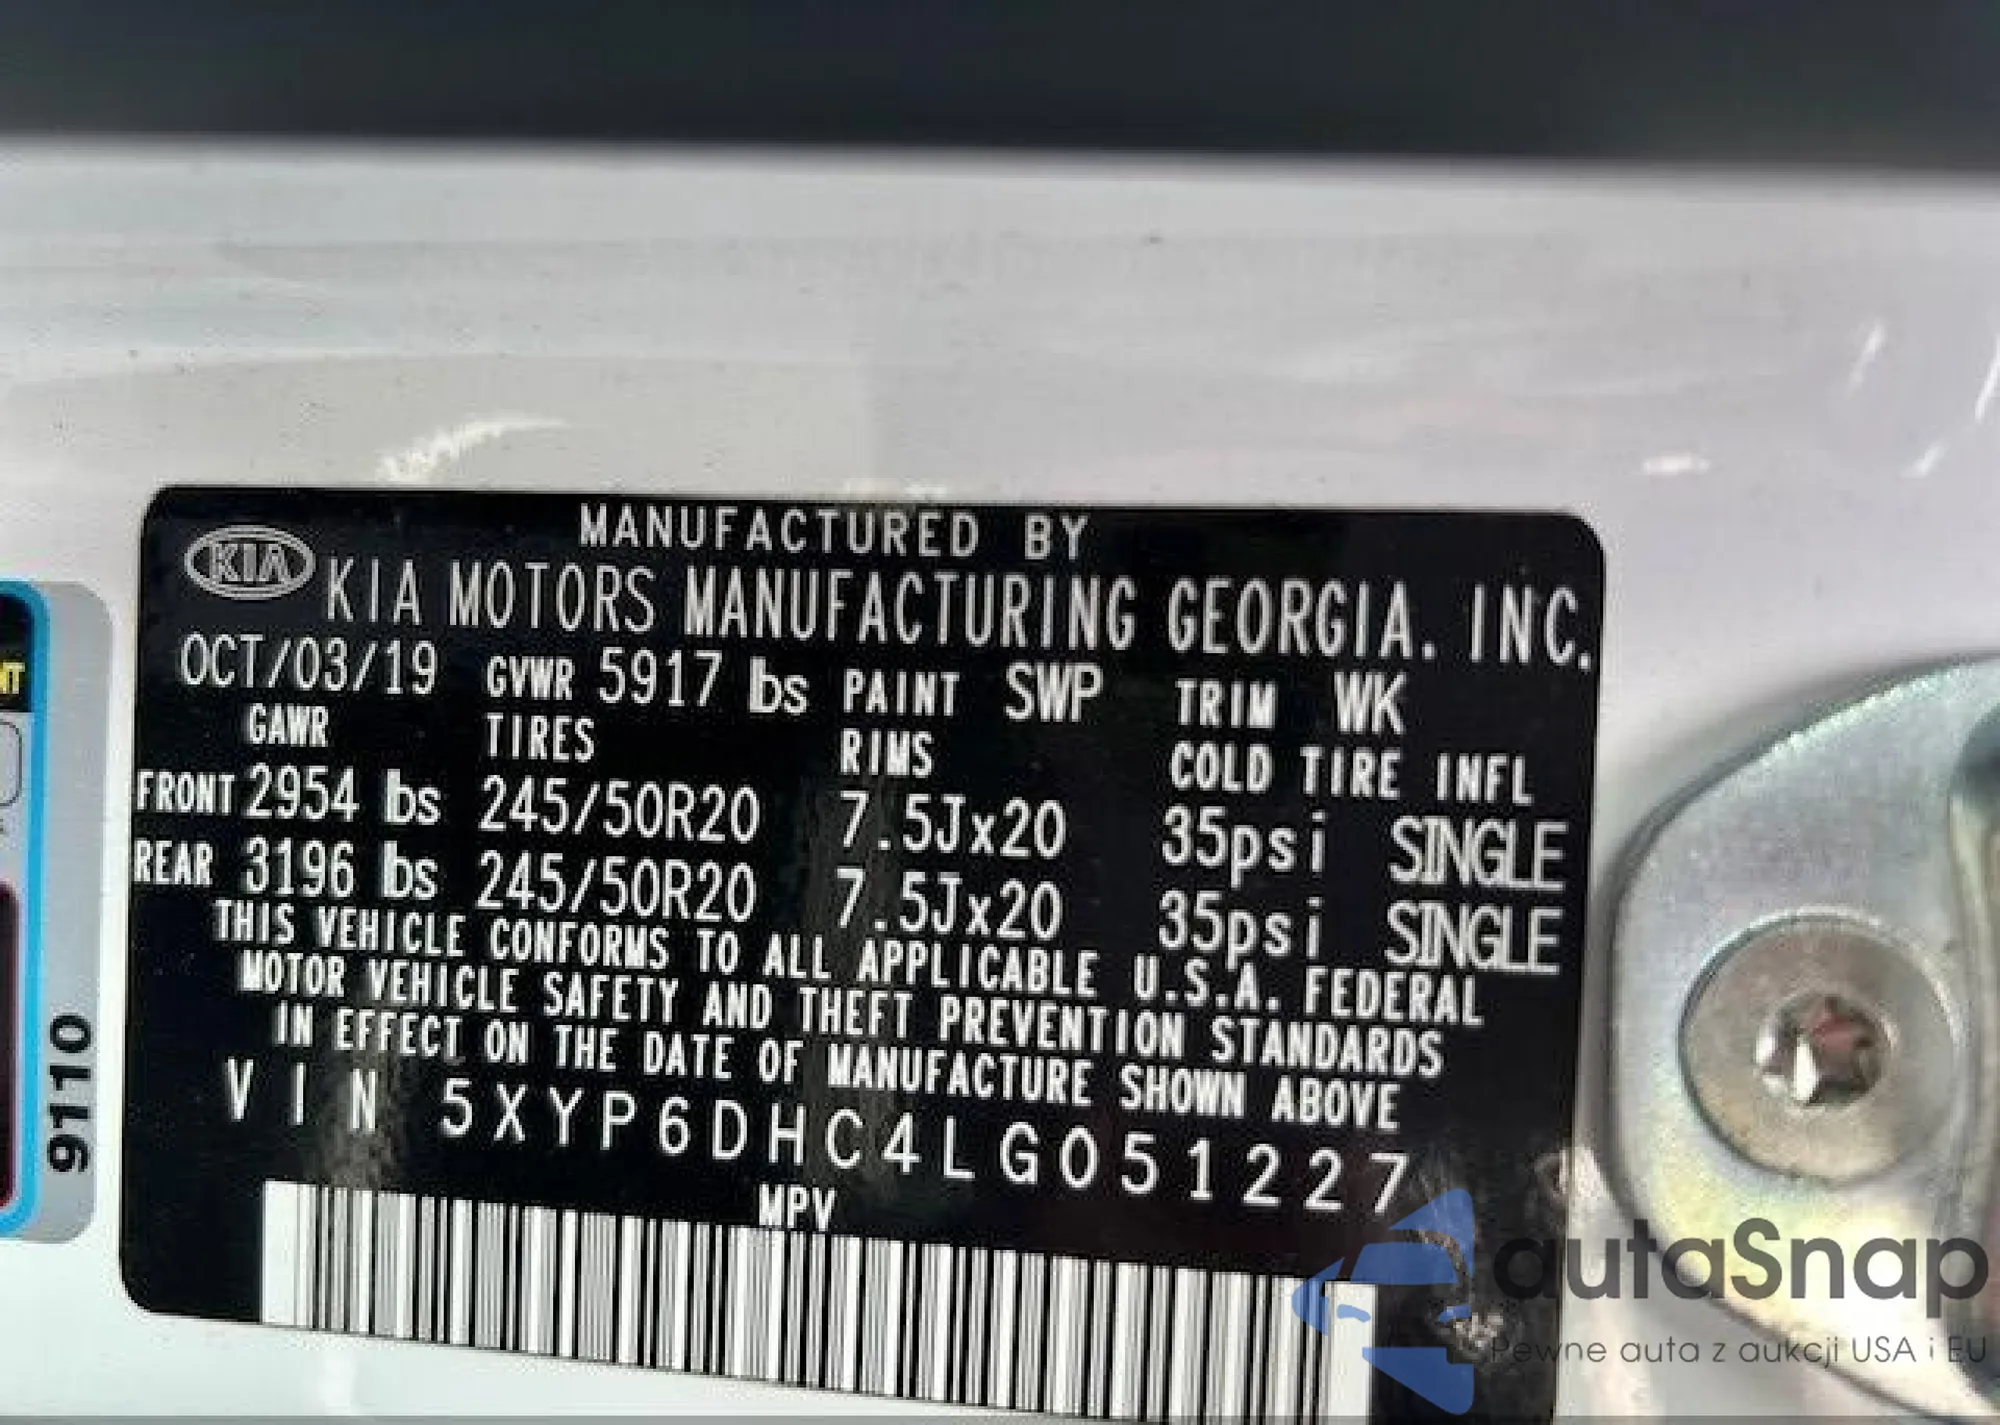 MANUFACTURED BY
KIA KIA MOTORS MANUFACTURING GEORGIA. INC.
OCT/03/19 GVWR 5917 lbs PAINT SWP TRIM WK
GAWR TIRES RIMS COLD TIRE INFL
FRONT 2954 lbs 245/50R20 7.5Jx20 35psi SINGLE
REAR 3196 lbs 245/50R20 7.5Jx20 35psi SINGLE
THIS VEHICLE CONFORMS TO ALL APPLICABLE U.S.A. FEDERAL
MOTOR VEHICLE SAFETY AND THEFT PREVENTION STANDARDS
IN EFFECT ON THE DATE OF MANUFACTURE SHOWN ABOVE
VIN 5XYP6DHC4LG051227
MPV
9110
autaSnap
Pewne auta z aukcji USA i EU